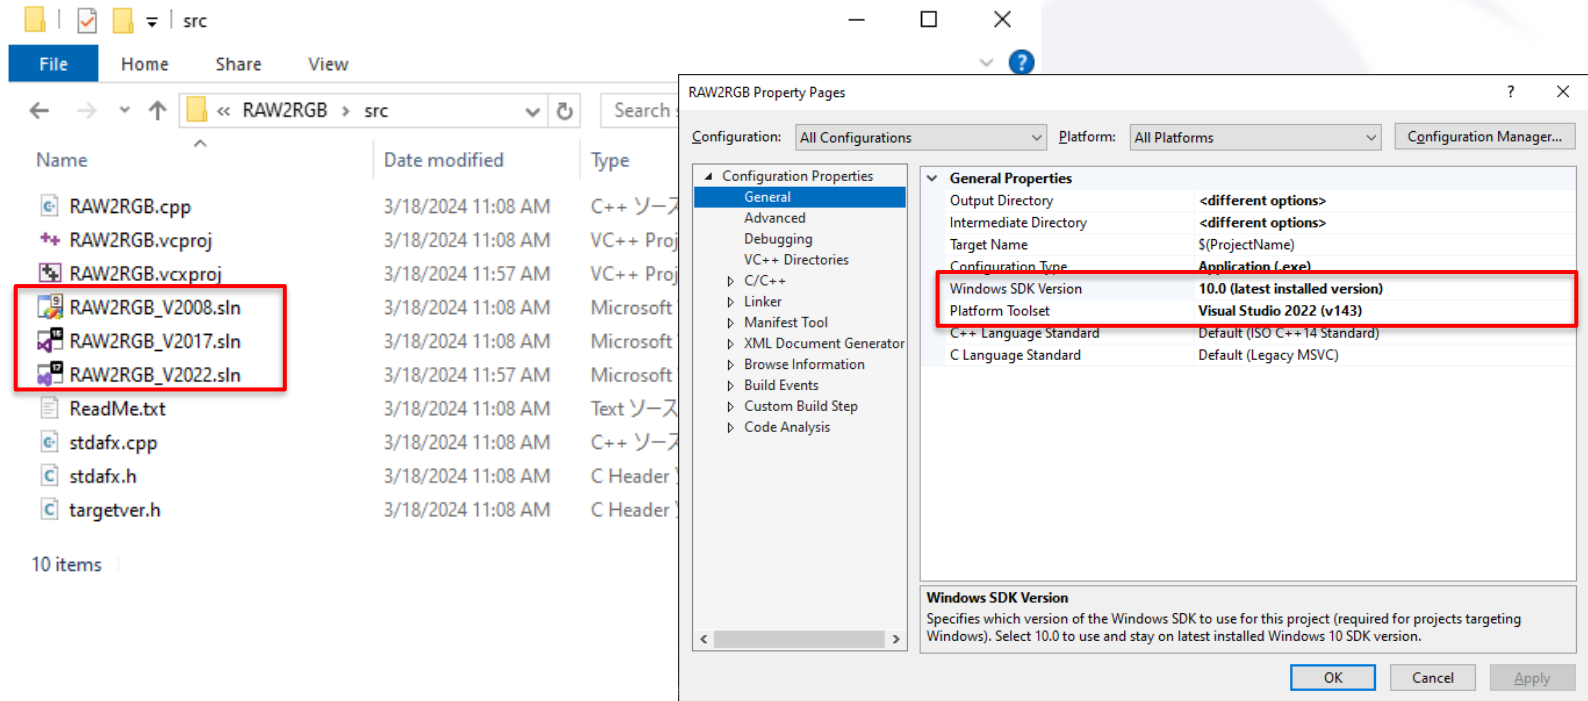 src
File Home Share View
« RAW2RGB > src
Search
Name Date modified Type
RAW2RGB.cpp 3/18/2024 11:08 AM C++ ソース
RAW2RGB.vcproj 3/18/2024 11:08 AM VC++ Proj
RAW2RGB.vcxproj 3/18/2024 11:57 AM VC++ Proj
RAW2RGB_V2008.sln 3/18/2024 11:08 AM Microsoft
RAW2RGB_V2017.sln 3/18/2024 11:08 AM Microsoft
RAW2RGB_V2022.sln 3/18/2024 11:57 AM Microsoft
ReadMe.txt 3/18/2024 11:08 AM Text ソース
stdafx.cpp 3/18/2024 11:08 AM C++ ソース
stdafx.h 3/18/2024 11:08 AM C Header
targetver.h 3/18/2024 11:08 AM C Header
10 items
RAW2RGB Property Pages
Configuration: All Configurations Platform: All Platforms Configuration Manager...
Configuration Properties
General
Advanced
Debugging
VC++ Directories
C/C++
Linker
Manifest Tool
XML Document Generator
Browse Information
Build Events
Custom Build Step
Code Analysis
General Properties
Output Directory <different options>
Intermediate Directory <different options>
Target Name $(ProjectName)
Configuration Type Application (.exe)
Windows SDK Version 10.0 (latest installed version)
Platform Toolset Visual Studio 2022 (v143)
C++ Language Standard Default (ISO C++14 Standard)
C Language Standard Default (Legacy MSVC)
Windows SDK Version
Specifies which version of the Windows SDK to use for this project (required for projects targeting
Windows). Select 10.0 to use and stay on latest installed Windows 10 SDK version.
OK Cancel Apply